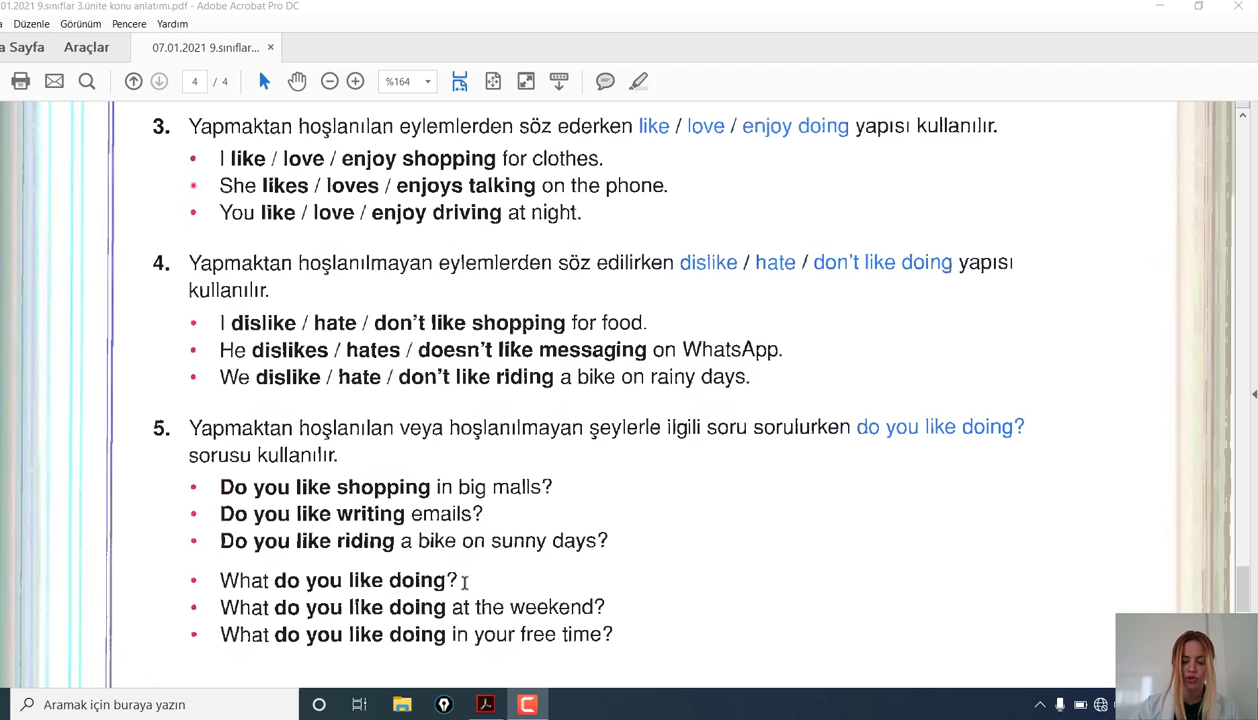 .01.2021 9.sınıflar 3.ünite konu anlatımı.pdf - Adobe Acrobat Pro DC
Düzenle Görünüm Pencere Yardım
a Sayfa Araçlar 07.01.2021 9.sınıflar... ×
4 / 4 %164
3. Yapmaktan hoşlanılan eylemlerden söz ederken like / love / enjoy doing yapısı kullanılır.
• I like / love / enjoy shopping for clothes.
• She likes / loves / enjoys talking on the phone.
• You like / love / enjoy driving at night.
4. Yapmaktan hoşlanılmayan eylemlerden söz edilirken dislike / hate / don't like doing yapısı
kullanılır.
• I dislike / hate / don't like shopping for food.
• He dislikes / hates / doesn't like messaging on WhatsApp.
• We dislike / hate / don't like riding a bike on rainy days.
5. Yapmaktan hoşlanılan veya hoşlanılmayan şeylerle ilgili soru sorulurken do you like doing?
sorusu kullanılır.
• Do you like shopping in big malls?
• Do you like writing emails?
• Do you like riding a bike on sunny days?
• What do you like doing?
• What do you like doing at the weekend?
• What do you like doing in your free time?
Aramak için buraya yazın